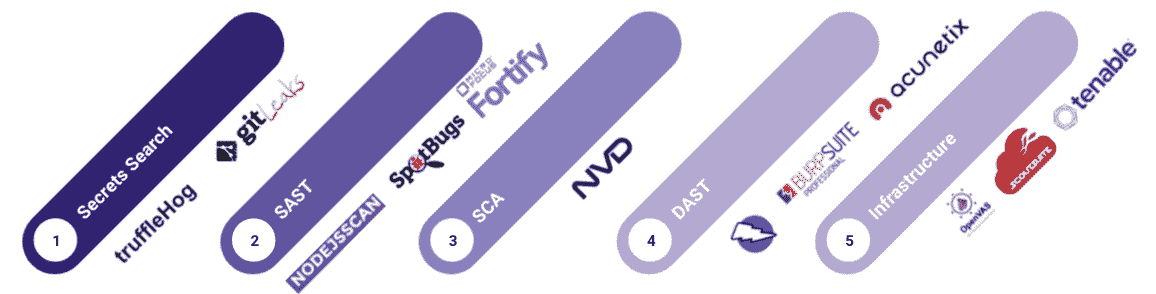 1
Secrets Search
truffleHog
gitLeaks
2
SAST
NODEJSSCAN
SpotBugs
MICRO
FOCUS
Fortify
3
SCA
NVD
4
DAST
BURPSUITE
PROFESSIONAL
acunetix
5
Infrastructure
OpenVAS
SCOUTSUITE
tenable